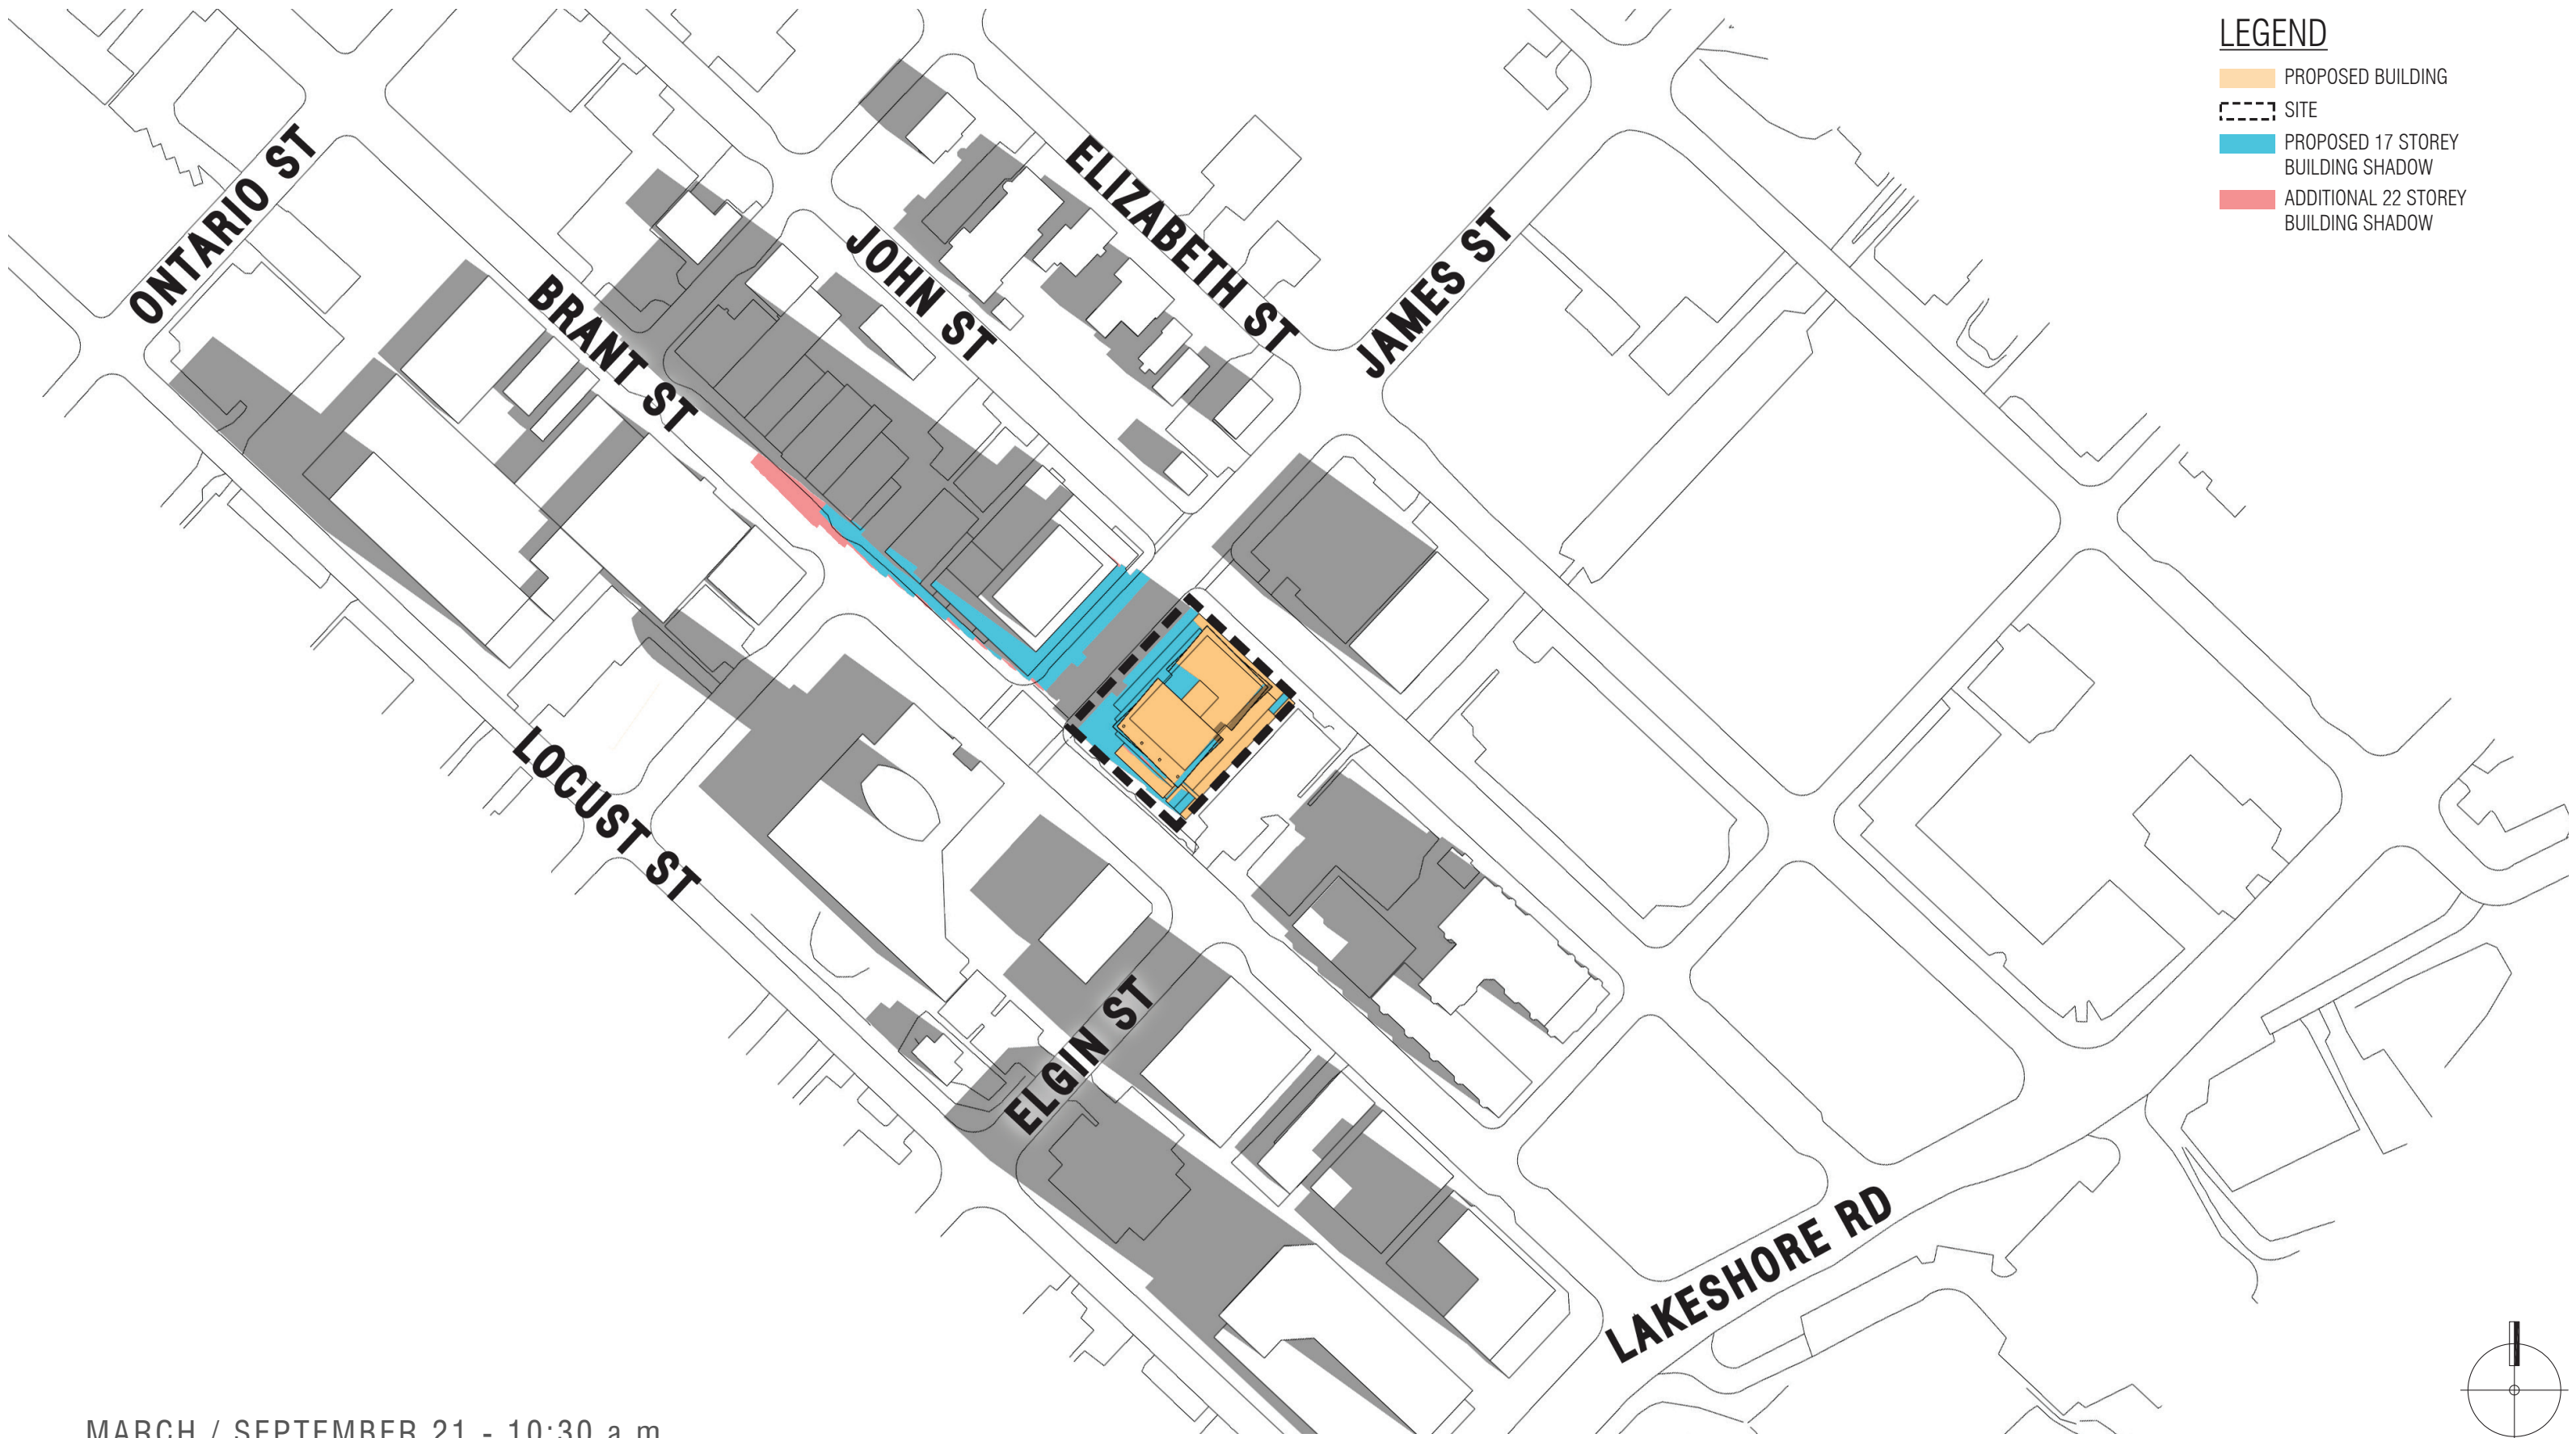 LEGEND
PROPOSED BUILDING
SITE
PROPOSED 17 STOREY
BUILDING SHADOW
ADDITIONAL 22 STOREY
BUILDING SHADOW
ONTARIO ST
ELIZABETH ST
JOHN ST
JAMES ST
BRANT ST
LOCUST ST
ELGIN ST
LAKESHORE RD
MARCH / SEPTEMBER 21 - 10:30 a.m